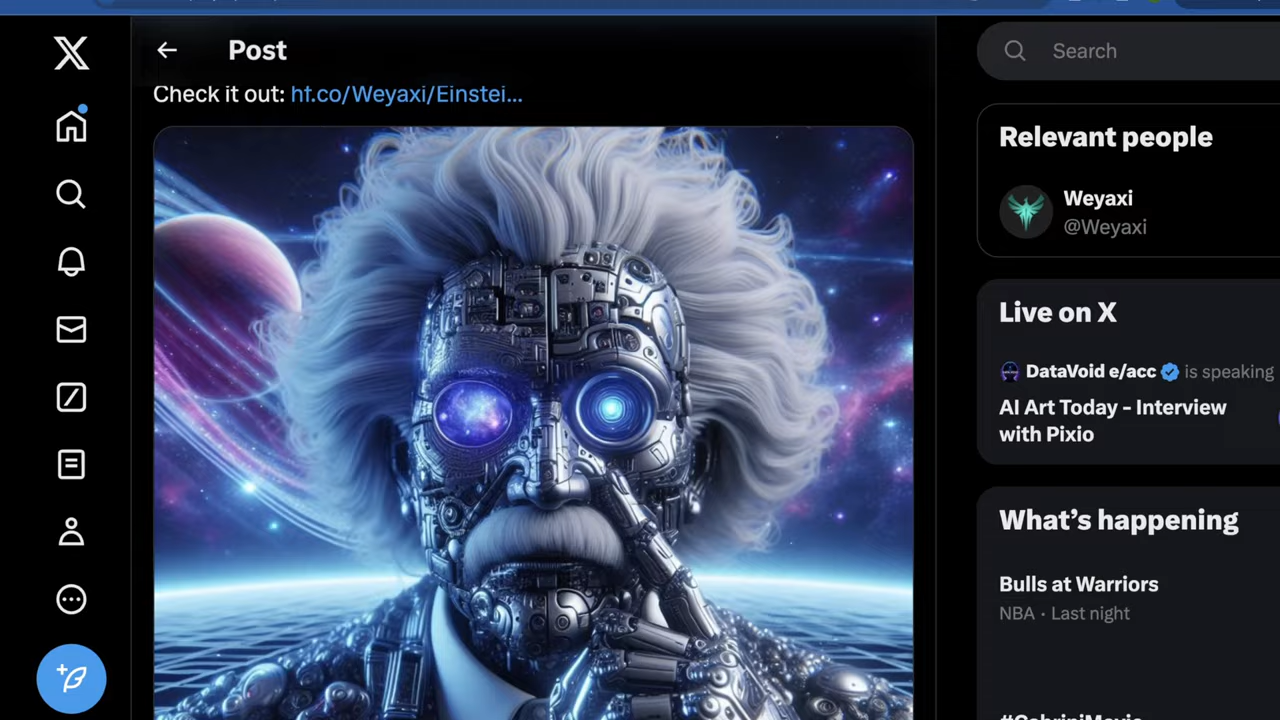 Post
Check it out: hf.co/Weyaxi/Einstei...
Search
Relevant people
Weyaxi
@Weyaxi
Live on X
DataVoid e/acc is speaking
AI Art Today - Interview
with Pixio
What's happening
Bulls at Warriors
NBA · Last night
#CabriniMovie